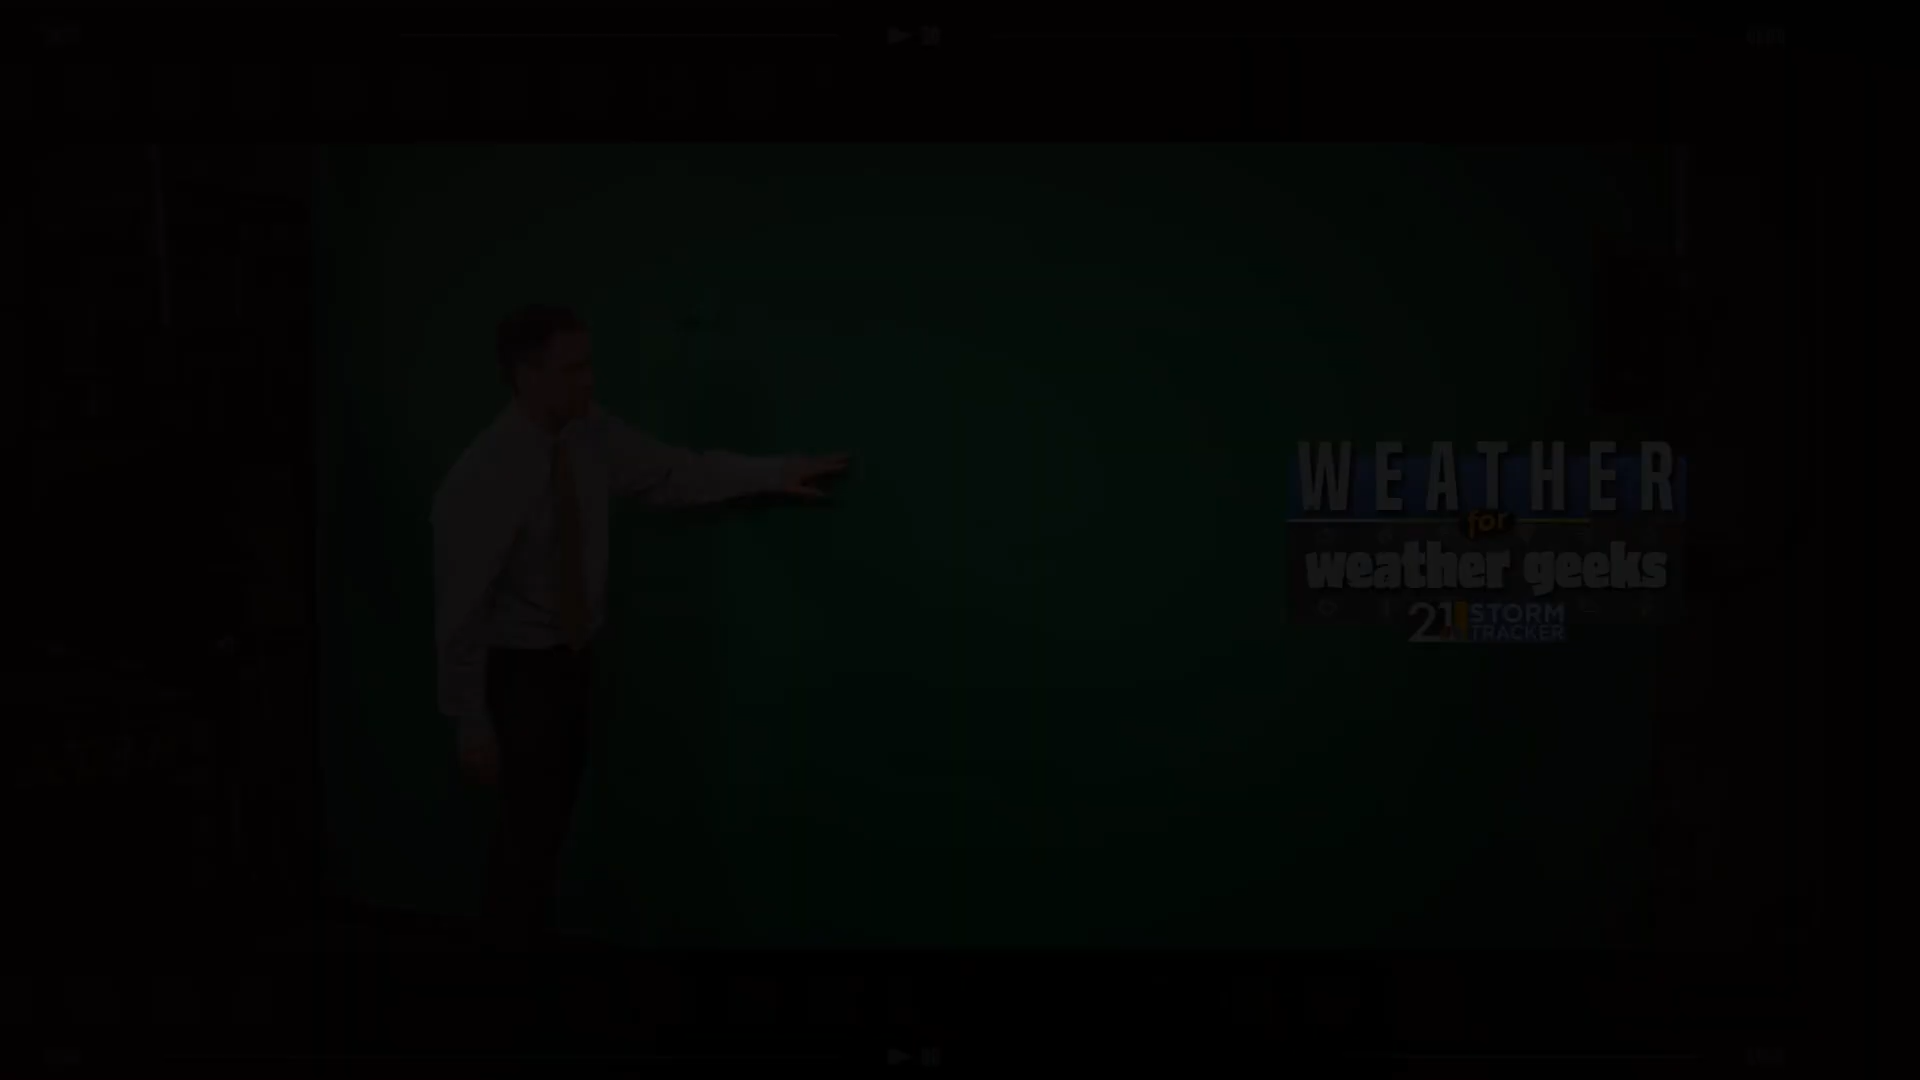 WEATHER
for
weather geeks
21 STORM
TRACKER